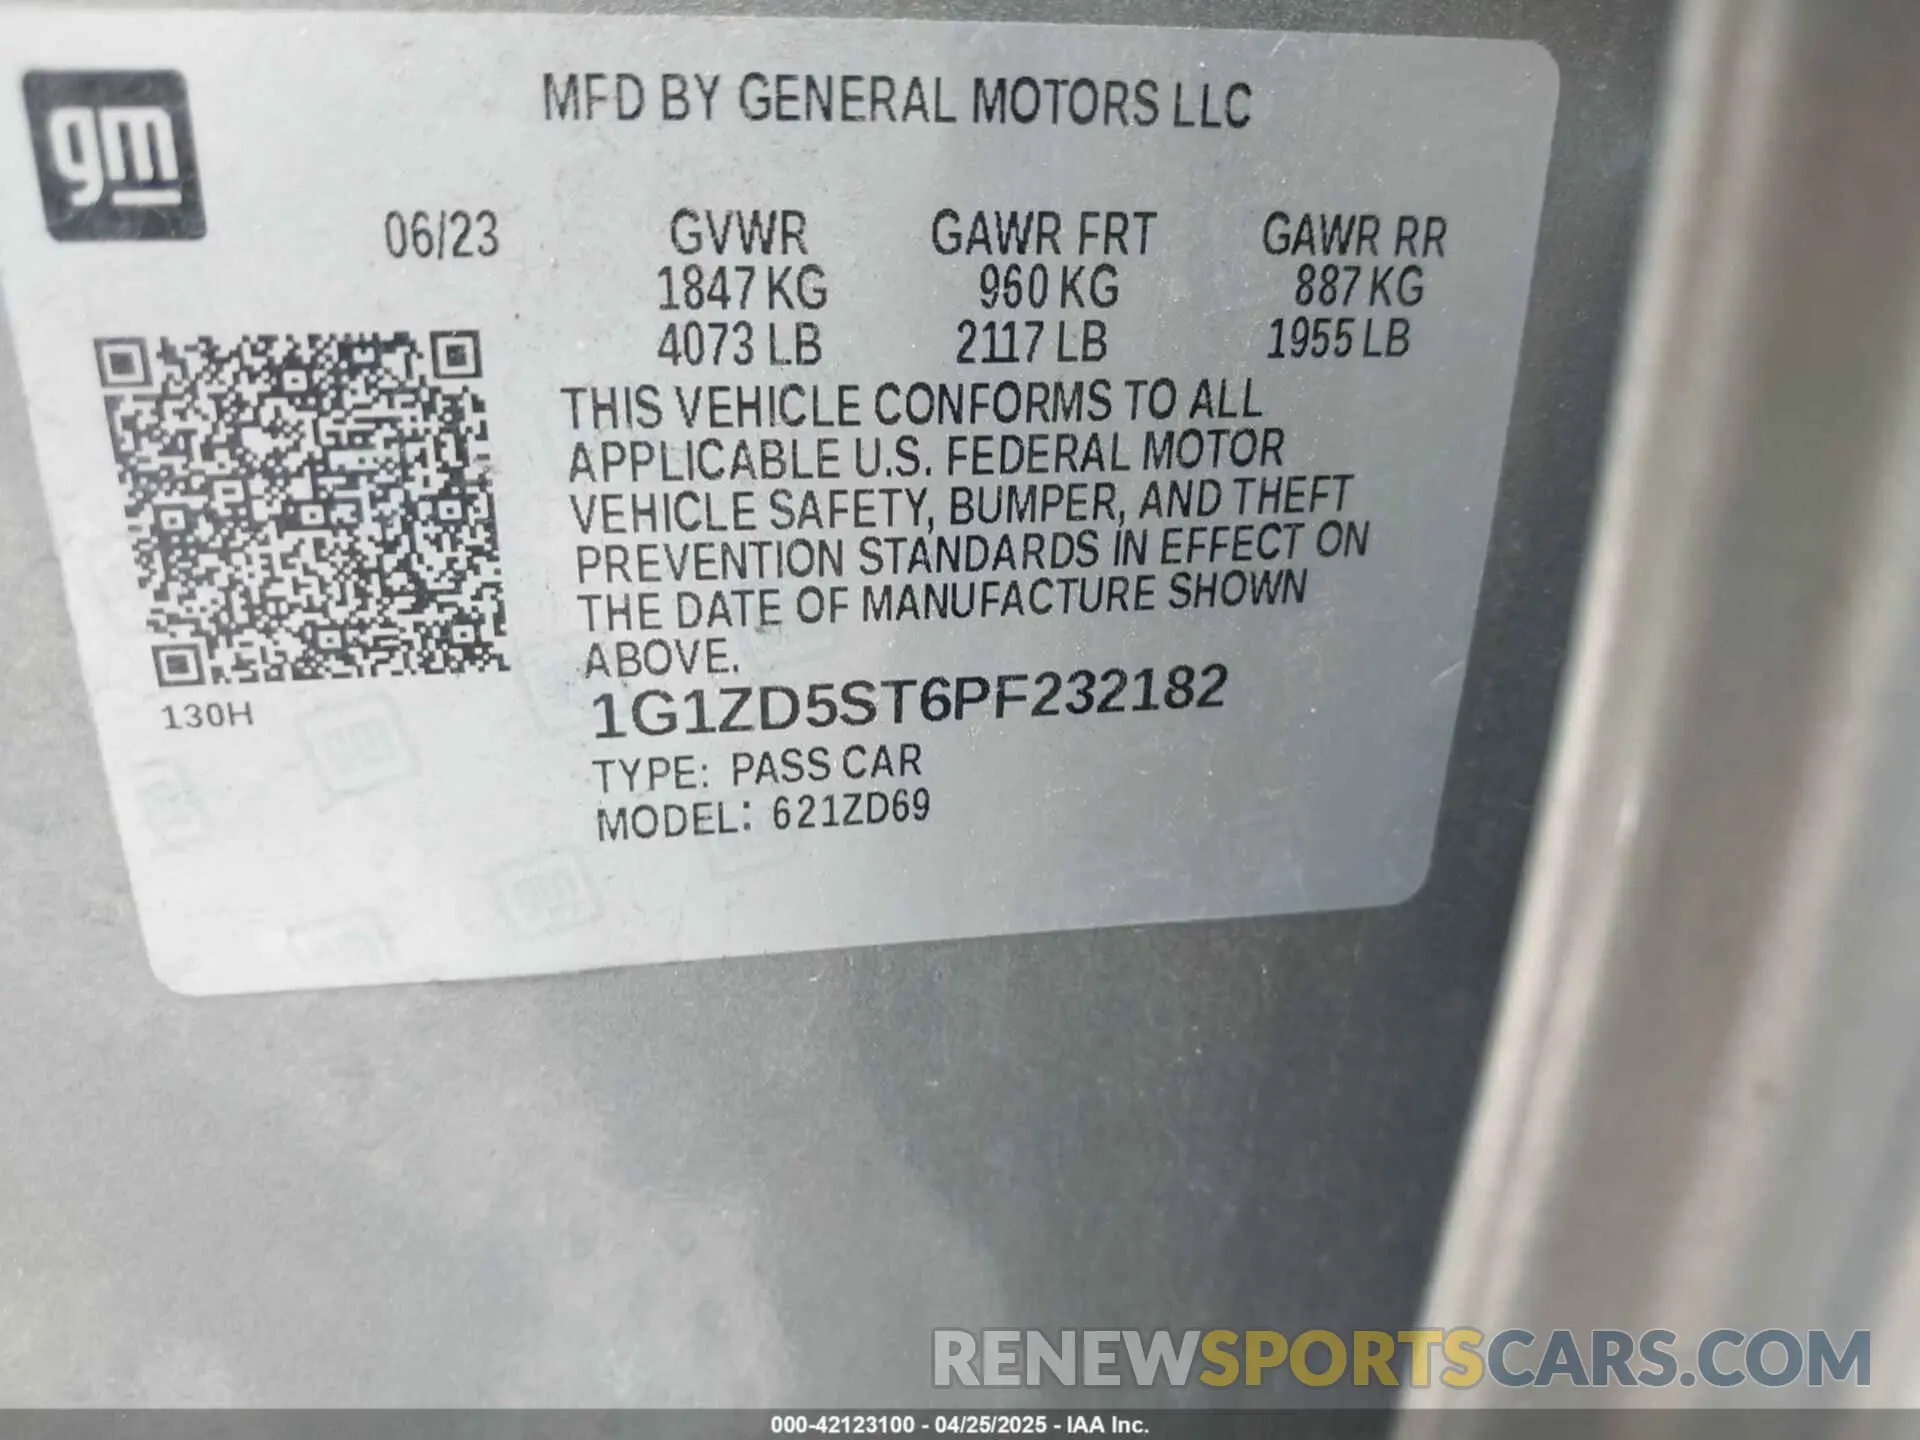 gm
MFD BY GENERAL MOTORS LLC
06/23 GVWR GAWR FRT GAWR RR
1847 KG 960 KG 887 KG
4073 LB 2117 LB 1955 LB
THIS VEHICLE CONFORMS TO ALL
APPLICABLE U.S. FEDERAL MOTOR
VEHICLE SAFETY, BUMPER, AND THEFT
PREVENTION STANDARDS IN EFFECT ON
THE DATE OF MANUFACTURE SHOWN
ABOVE.
130H
1G1ZD5ST6PF232182
TYPE: PASS CAR
MODEL: 621ZD69
RENEWSPORTSCARS.COM
000-42123100 - 04/25/2025 - IAA Inc.